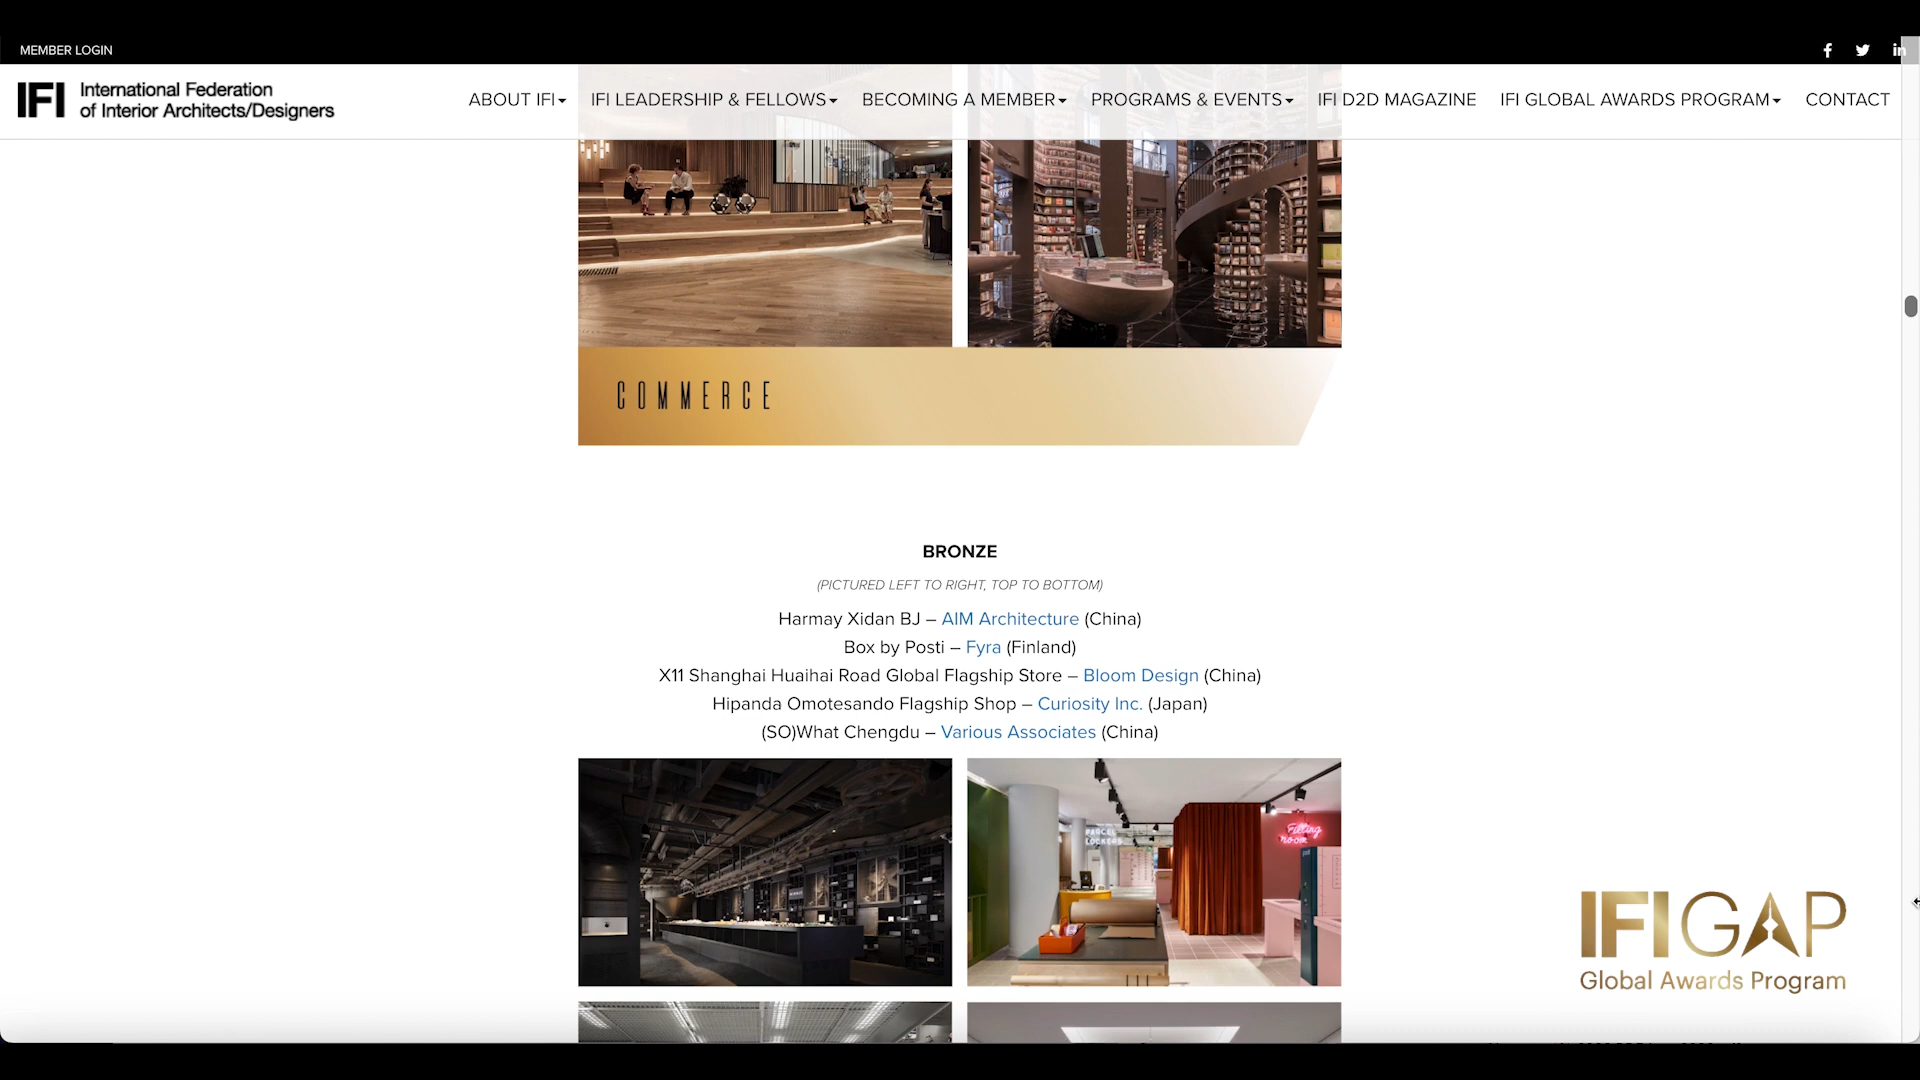 MEMBER LOGIN
IFI International Federation
of Interior Architects/Designers
ABOUT IFI
IFI LEADERSHIP & FELLOWS
BECOMING A MEMBER
PROGRAMS & EVENTS
IFI D2D MAGAZINE
IFI GLOBAL AWARDS PROGRAM
CONTACT
COMMERCE
BRONZE
(PICTURED LEFT TO RIGHT, TOP TO BOTTOM)
Harmay Xidan BJ – AIM Architecture (China)
Box by Posti – Fyra (Finland)
X11 Shanghai Huaihai Road Global Flagship Store – Bloom Design (China)
Hipanda Omotesando Flagship Shop – Curiosity Inc. (Japan)
(SO)What Chengdu – Various Associates (China)
PARCEL
LOCKERS
Fitting
room
IFI GAP
Global Awards Program